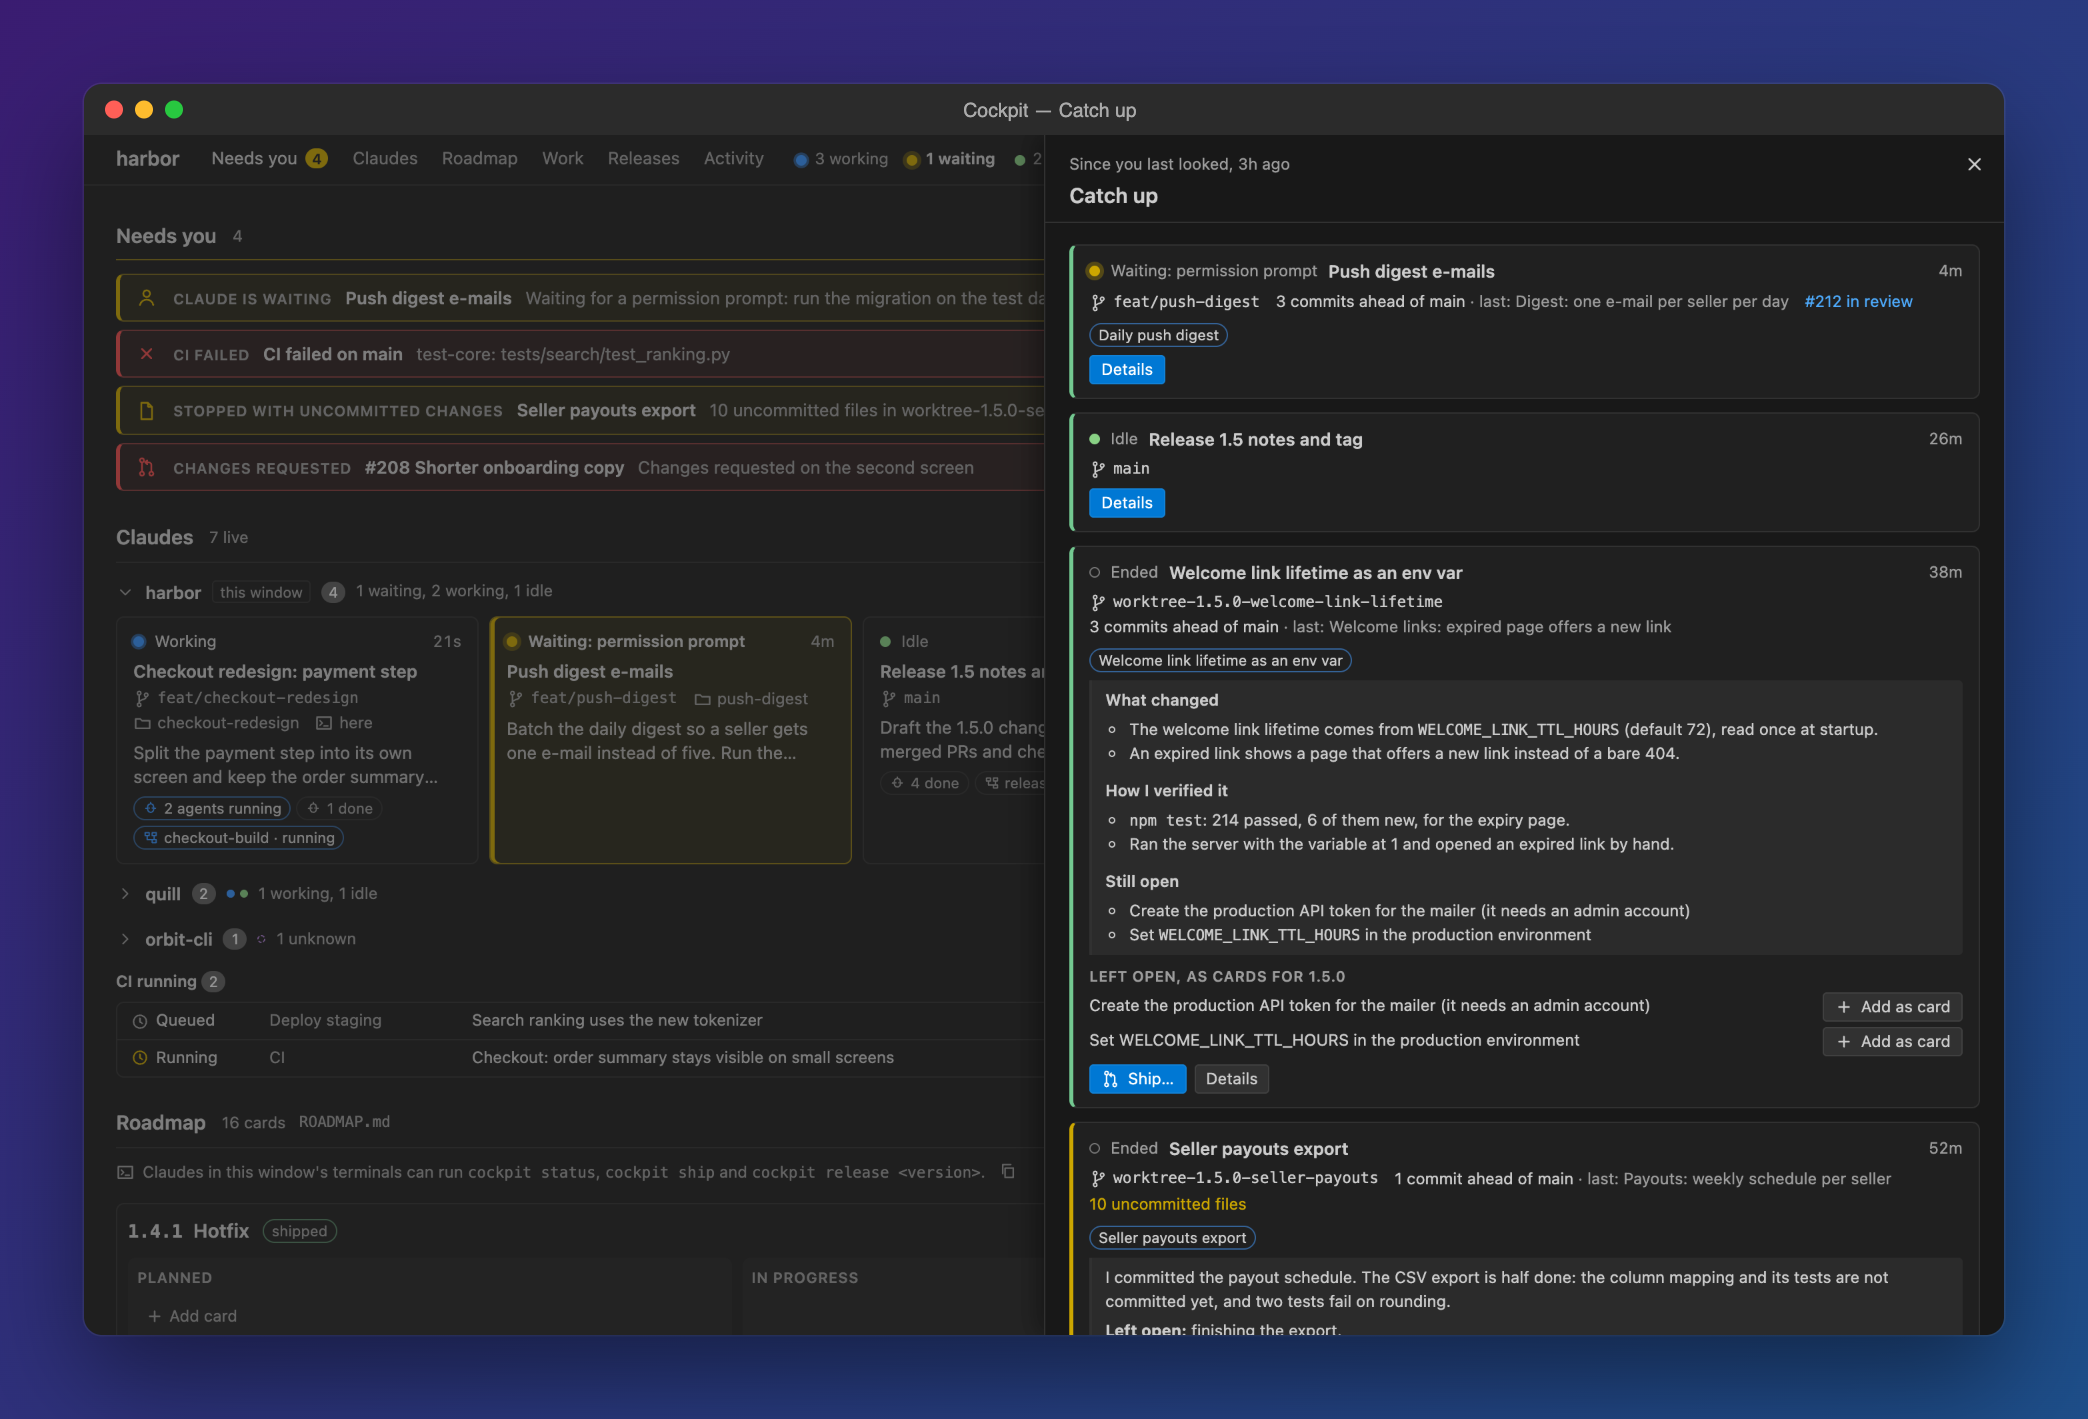 Cockpit — Catch up
harbor Needs you 4 Claudes Roadmap Work Releases Activity 3 working 1 waiting 2
Needs you 4
CLAUDE IS WAITING Push digest e-mails Waiting for a permission prompt: run the migration on the test da
CI FAILED CI failed on main test-core: tests/search/test_ranking.py
STOPPED WITH UNCOMMITTED CHANGES Seller payouts export 10 uncommitted files in worktree-1.5.0-se
CHANGES REQUESTED #208 Shorter onboarding copy Changes requested on the second screen
Claudes 7 live
harbor this window 4 1 waiting, 2 working, 1 idle
Working 21s
Checkout redesign: payment step
feat/checkout-redesign
checkout-redesign here
Split the payment step into its own
screen and keep the order summary...
2 agents running 1 done
checkout-build · running
Waiting: permission prompt 4m
Push digest e-mails
feat/push-digest push-digest
Batch the daily digest so a seller gets
one e-mail instead of five. Run the...
Idle
Release 1.5 notes a
main
Draft the 1.5.0 chang
merged PRs and che
4 done releas
quill 2 1 working, 1 idle
orbit-cli 1 1 unknown
CI running 2
Queued Deploy staging Search ranking uses the new tokenizer
Running CI Checkout: order summary stays visible on small screens
Roadmap 16 cards ROADMAP.md
Claudes in this window's terminals can run cockpit status, cockpit ship and cockpit release <version>.
1.4.1 Hotfix shipped
PLANNED IN PROGRESS
+ Add card
Since you last looked, 3h ago
Catch up
Waiting: permission prompt Push digest e-mails 4m
feat/push-digest 3 commits ahead of main · last: Digest: one e-mail per seller per day #212 in review
Daily push digest
Details
Idle Release 1.5 notes and tag 26m
main
Details
Ended Welcome link lifetime as an env var 38m
worktree-1.5.0-welcome-link-lifetime
3 commits ahead of main · last: Welcome links: expired page offers a new link
Welcome link lifetime as an env var
What changed
The welcome link lifetime comes from WELCOME_LINK_TTL_HOURS (default 72), read once at startup.
An expired link shows a page that offers a new link instead of a bare 404.
How I verified it
npm test: 214 passed, 6 of them new, for the expiry page.
Ran the server with the variable at 1 and opened an expired link by hand.
Still open
Create the production API token for the mailer (it needs an admin account)
Set WELCOME_LINK_TTL_HOURS in the production environment
LEFT OPEN, AS CARDS FOR 1.5.0
Create the production API token for the mailer (it needs an admin account) + Add as card
Set WELCOME_LINK_TTL_HOURS in the production environment + Add as card
Ship... Details
Ended Seller payouts export 52m
worktree-1.5.0-seller-payouts 1 commit ahead of main · last: Payouts: weekly schedule per seller
10 uncommitted files
Seller payouts export
I committed the payout schedule. The CSV export is half done: the column mapping and its tests are not
committed yet, and two tests fail on rounding.
Left open: finishing the export.